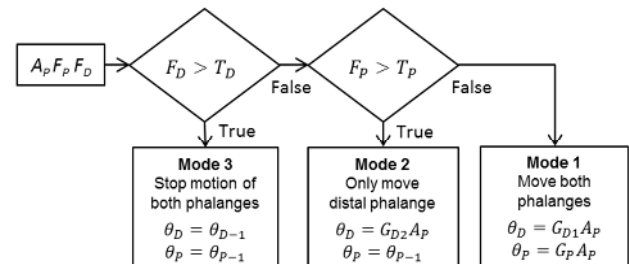 A_P F_P F_D
F_D > T_D
False
True
F_P > T_P
False
True
Mode 3
Stop motion of
both phalanges
θ_D = θ_{D−1}
θ_P = θ_{P−1}
Mode 2
Only move
distal phalange
θ_D = G_{D2}A_P
θ_P = θ_{P−1}
Mode 1
Move both
phalanges
θ_D = G_{D1}A_P
θ_P = G_P A_P